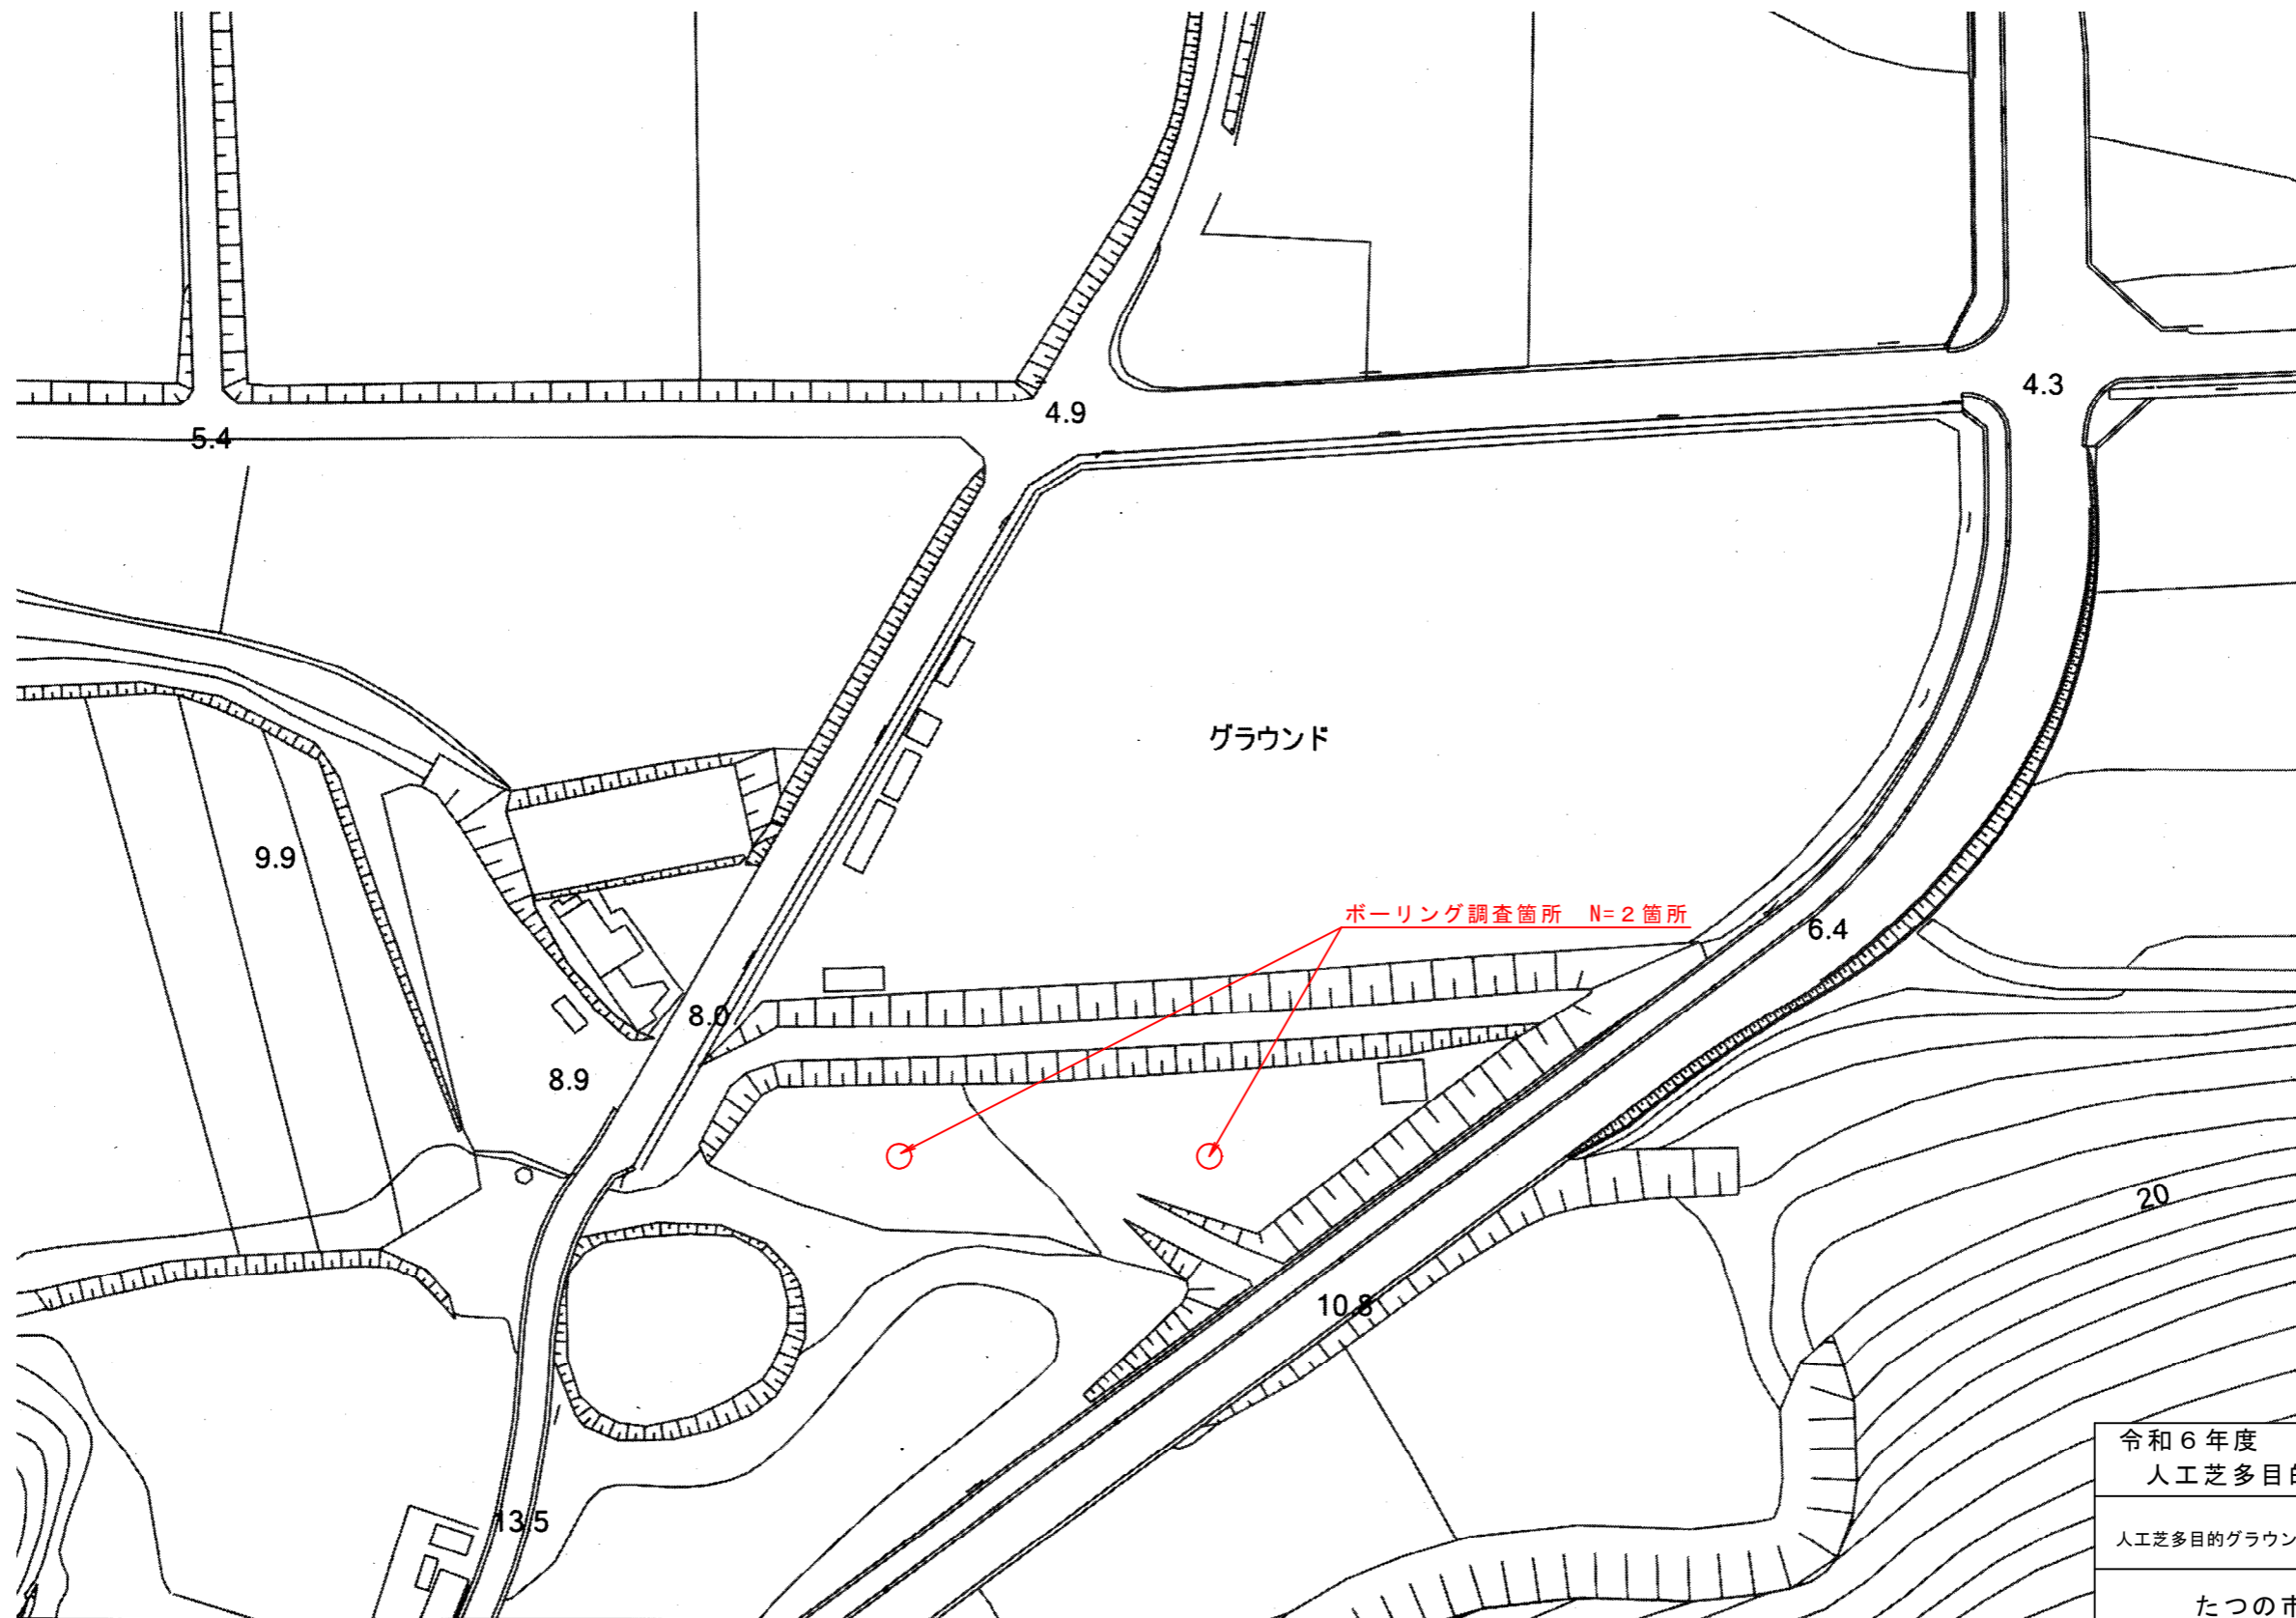 4.3
4.9
5.4
グラウンド
9.9
ボーリング調査箇所 N=2箇所
6.4
8.0
8.9
20
10.8
13.5
令和6年度
人工芝多目
人工芝多目的グラウン
たつの市